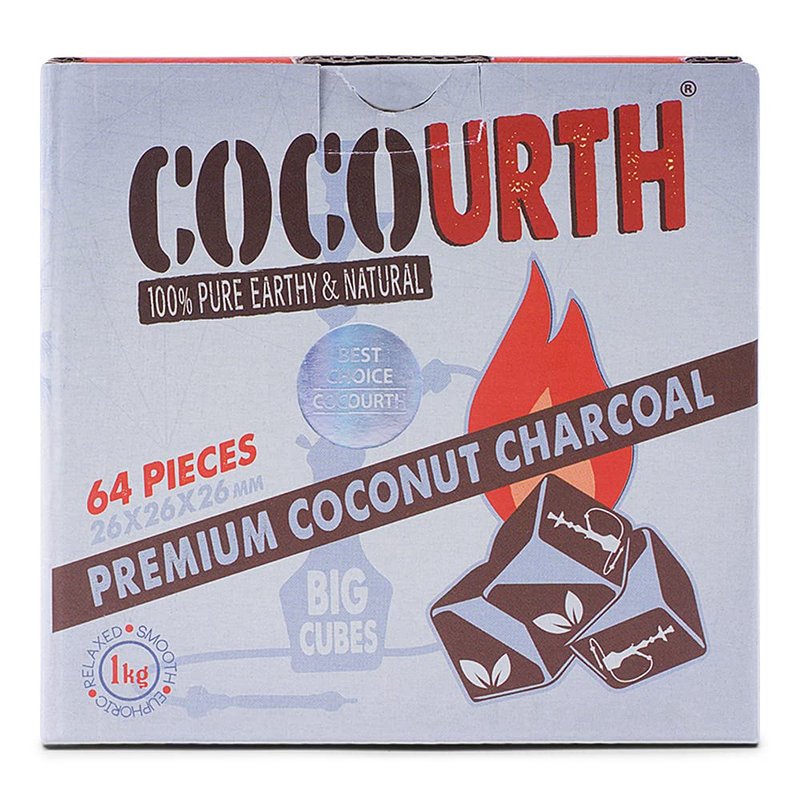 COCOURTH®
100% PURE EARTHY & NATURAL
BEST
CHOICE
COCOURTH
64 PIECES
26X26X26 MM
PREMIUM COCONUT CHARCOAL
BIG
CUBES
RELAXED • SMOOTH • EUPHORIC •
1kg